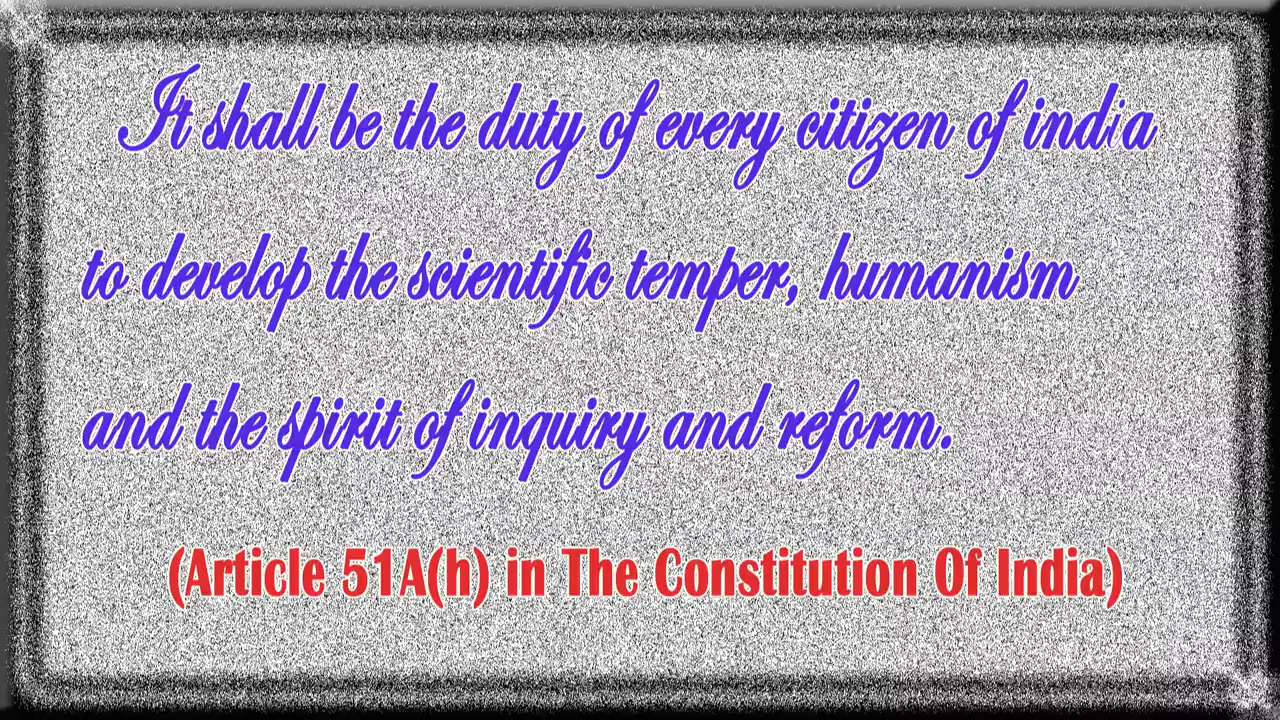 It shall be the duty of every citizen of india
to develop the scientific temper, humanism
and the spirit of inquiry and reform.
(Article 51A(h) in The Constitution Of India)